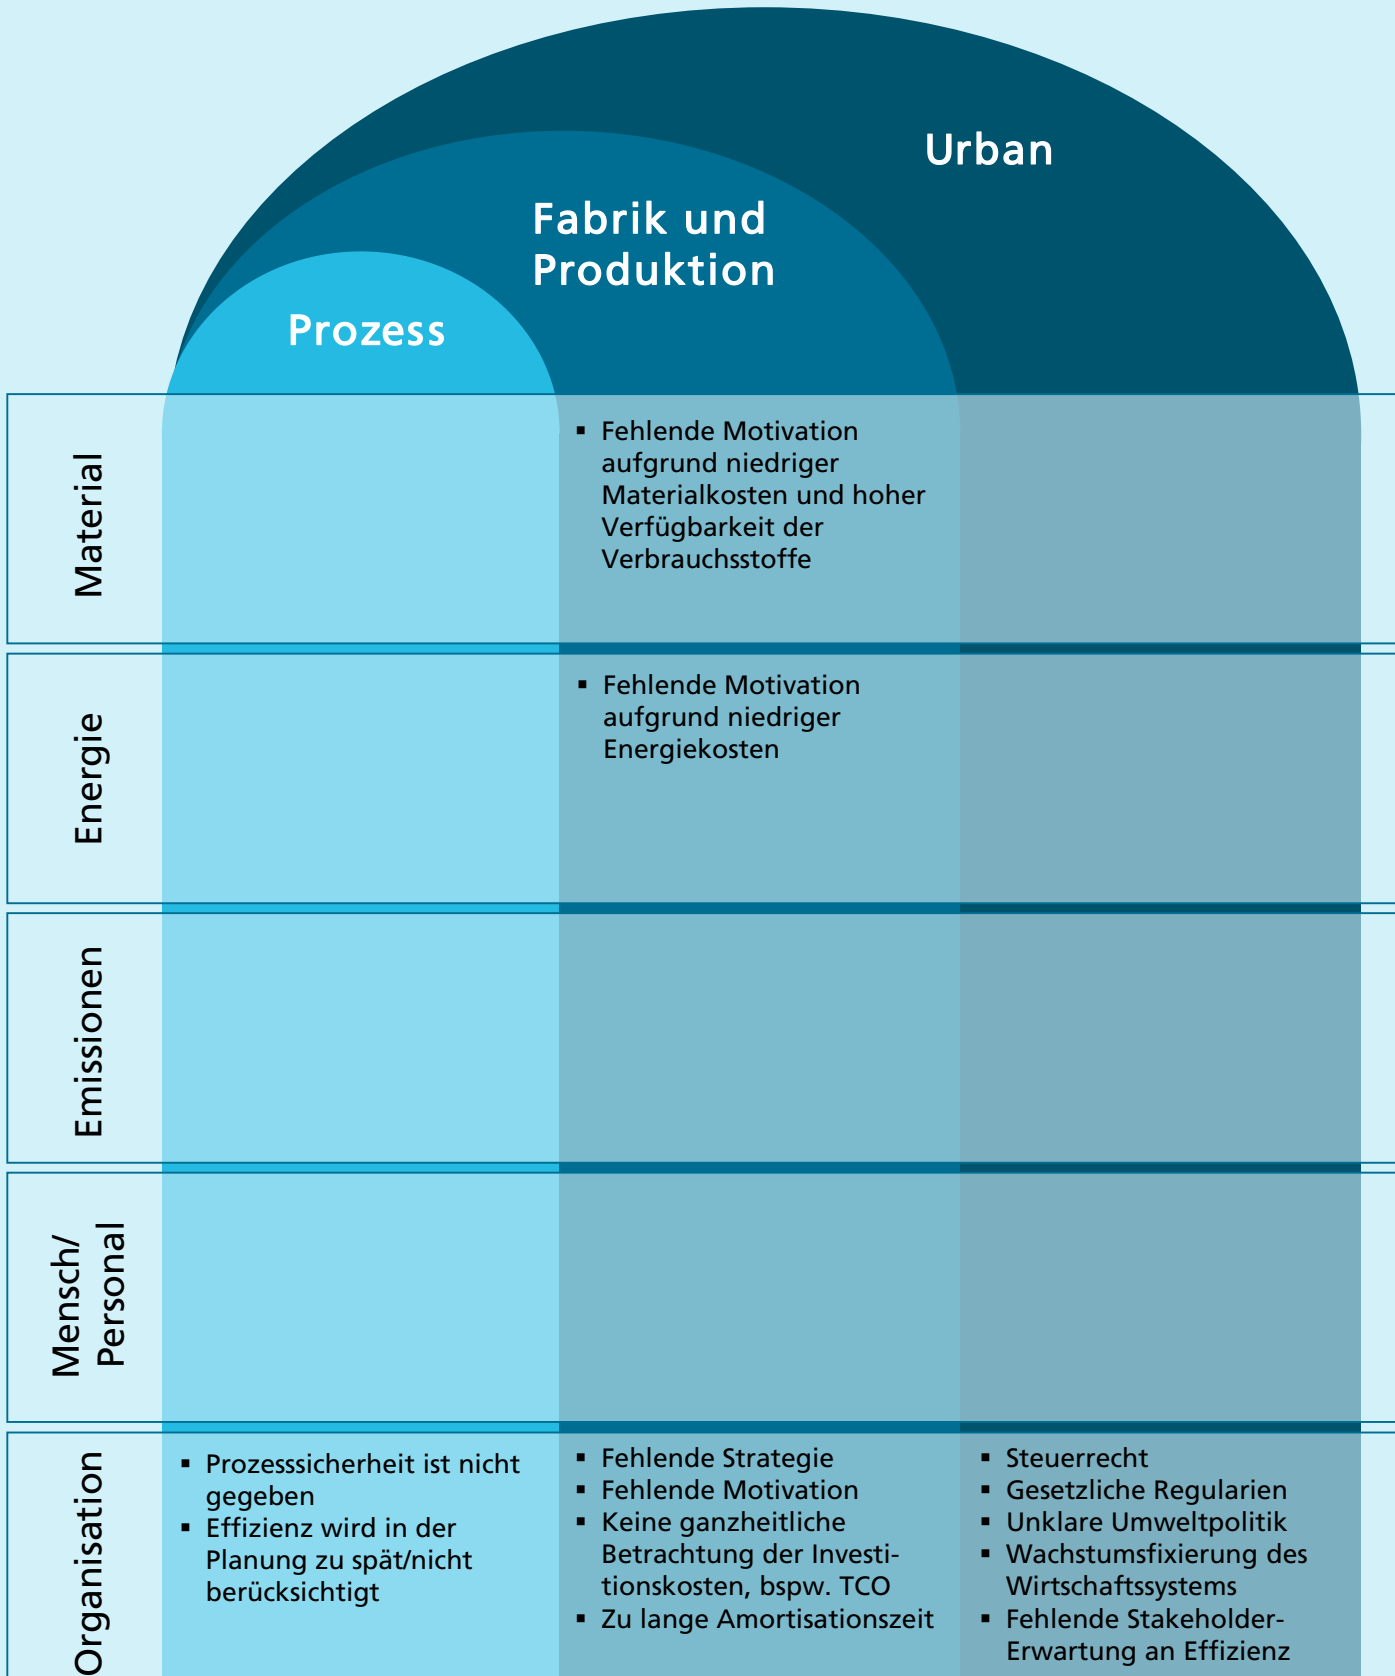 Urban
Fabrik und
Produktion
Prozess
Material
▪ Fehlende Motivation
aufgrund niedriger
Materialkosten und hoher
Verfügbarkeit der
Verbrauchsstoffe
Energie
▪ Fehlende Motivation
aufgrund niedriger
Energiekosten
Emissionen
Mensch/
Personal
Organisation
▪ Prozesssicherheit ist nicht
gegeben
▪ Effizienz wird in der
Planung zu spät/nicht
berücksichtigt
▪ Fehlende Strategie
▪ Fehlende Motivation
▪ Keine ganzheitliche
Betrachtung der Investi-
tionskosten, bspw. TCO
▪ Zu lange Amortisationszeit
▪ Steuerrecht
▪ Gesetzliche Regularien
▪ Unklare Umweltpolitik
▪ Wachstumsfixierung des
Wirtschaftssystems
▪ Fehlende Stakeholder-
Erwartung an Effizienz